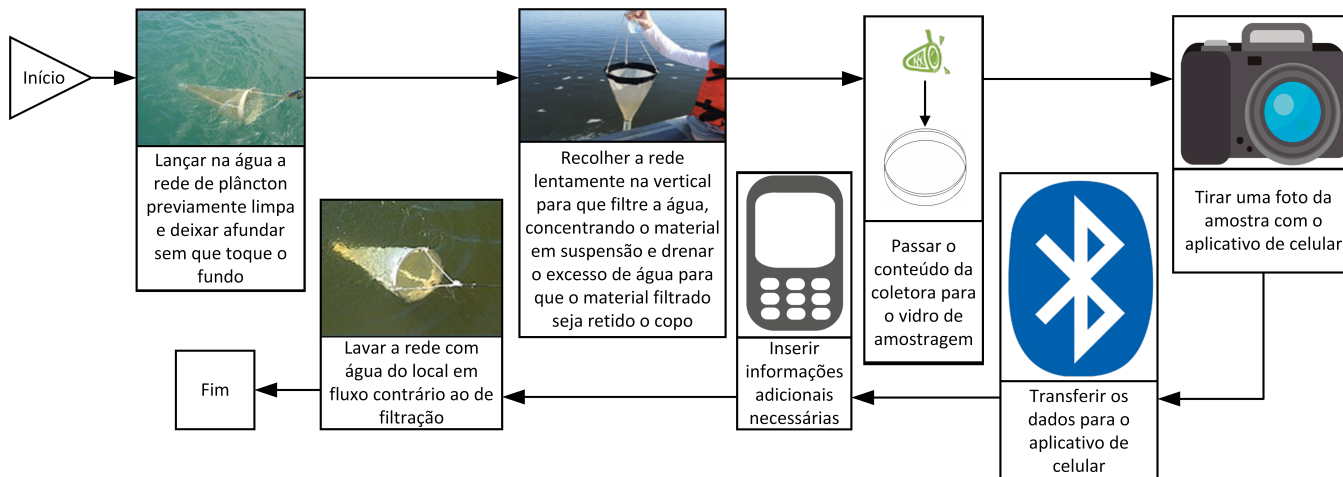 Início
Lançar na água a
rede de plâncton
previamente limpa
e deixar afundar
sem que toque o
fundo
Recolher a rede
lentamente na vertical
para que filtre a água,
concentrando o material
em suspensão e drenar
o excesso de água para
que o material filtrado
seja retido o copo
Passar o
conteúdo da
coletora para
o vidro de
amostragem
Tirar uma foto da
amostra com o
aplicativo de celular
Transferir os
dados para o
aplicativo de
celular
Inserir
informações
adicionais
necessárias
Lavar a rede com
água do local em
fluxo contrário ao de
filtração
Fim